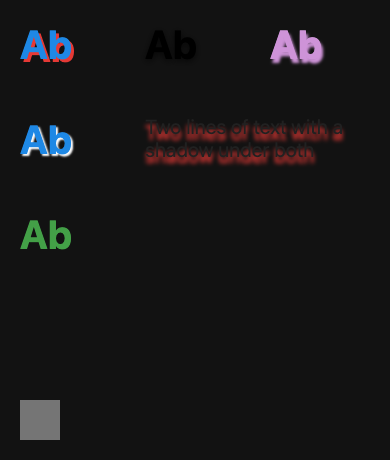 Ab Ab Ab
Ab
Two lines of text with a
shadow under both
Ab